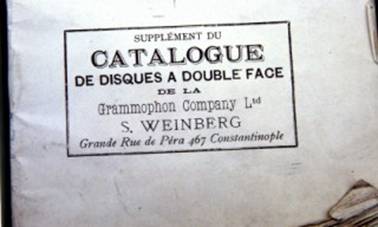 SUPPLÉMENT DU
CATALOGUE
DE DISQUES A DOUBLE FACE
DE LA
Grammophon Company Ltd
S. WEINBERG
Grande Rue de Péra 467 Constantinople